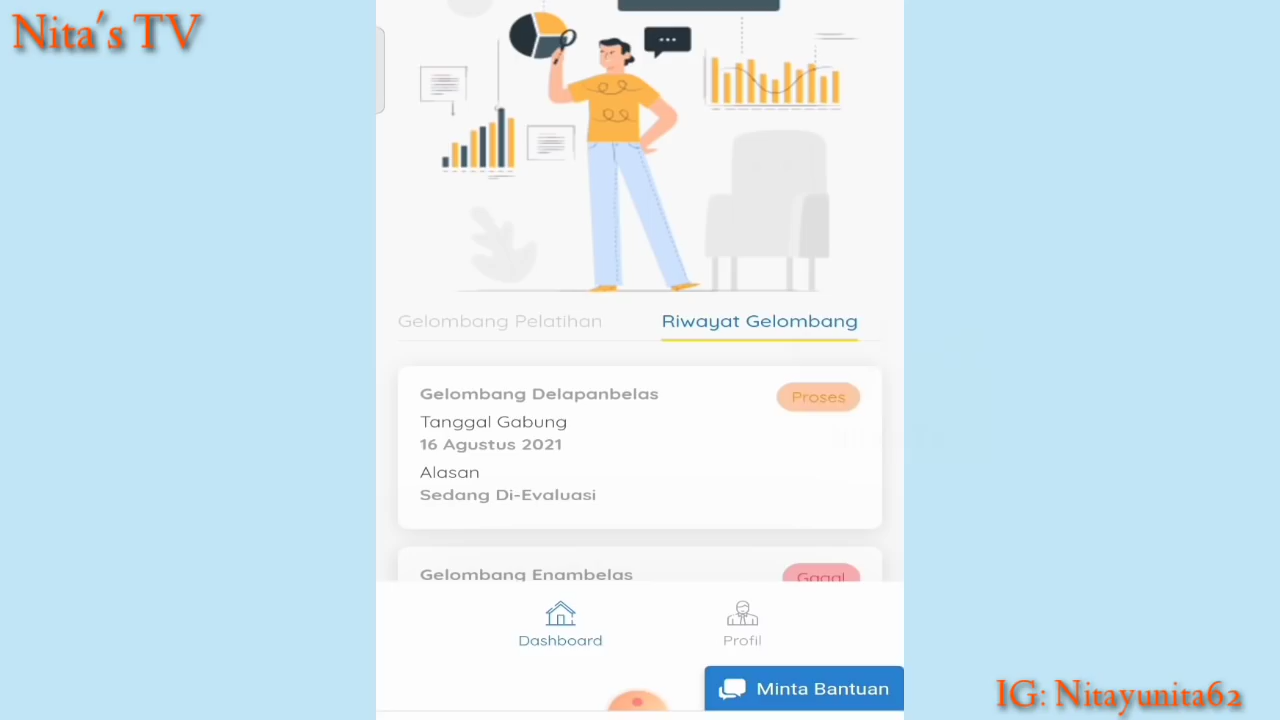 Nita's TV
Gelombang Pelatihan
Riwayat Gelombang
Gelombang Delapanbelas
Proses
Tanggal Gabung
16 Agustus 2021
Alasan
Sedang Di-Evaluasi
Gelombang Enambelas
Gagal
Dashboard
Profil
Minta Bantuan
IG: Nitayunita62